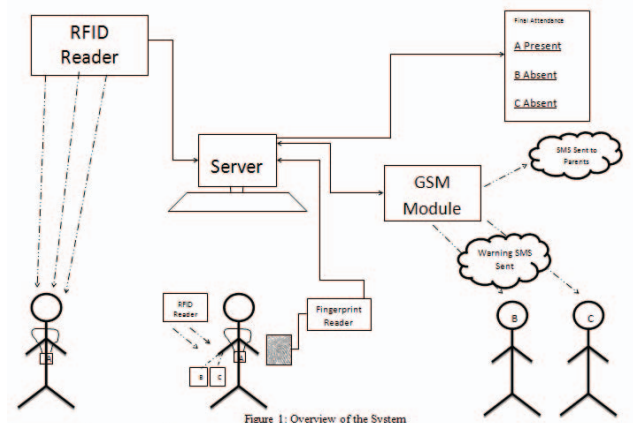 RFID
Reader
Final Attendence
A Present
B Absent
C Absent
Server
GSM
Module
SMS Sent to
Parents
Warning SMS
Sent
RFID
Reader
Fingerprint
Reader
A
A
B
C
B
C
Figure 1: Overview of the System